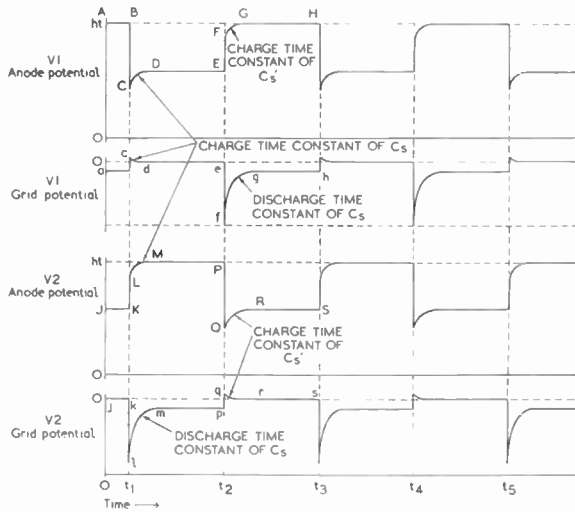 A B G H
ht
F
V1
Anode potential
D E
C
CHARGE TIME
CONSTANT OF
Cs'
O
CHARGE TIME CONSTANT OF Cs
O
c
a d e g h
V1
Grid potential
f
DISCHARGE TIME
CONSTANT OF Cs
ht
M P
V2
Anode potential
L
J K R S
Q
CHARGE TIME
CONSTANT OF
Cs'
O
O
q
j k r s
m p
V2
Grid potential
l
DISCHARGE TIME
CONSTANT OF Cs
O t1 t2 t3 t4 t5
Time